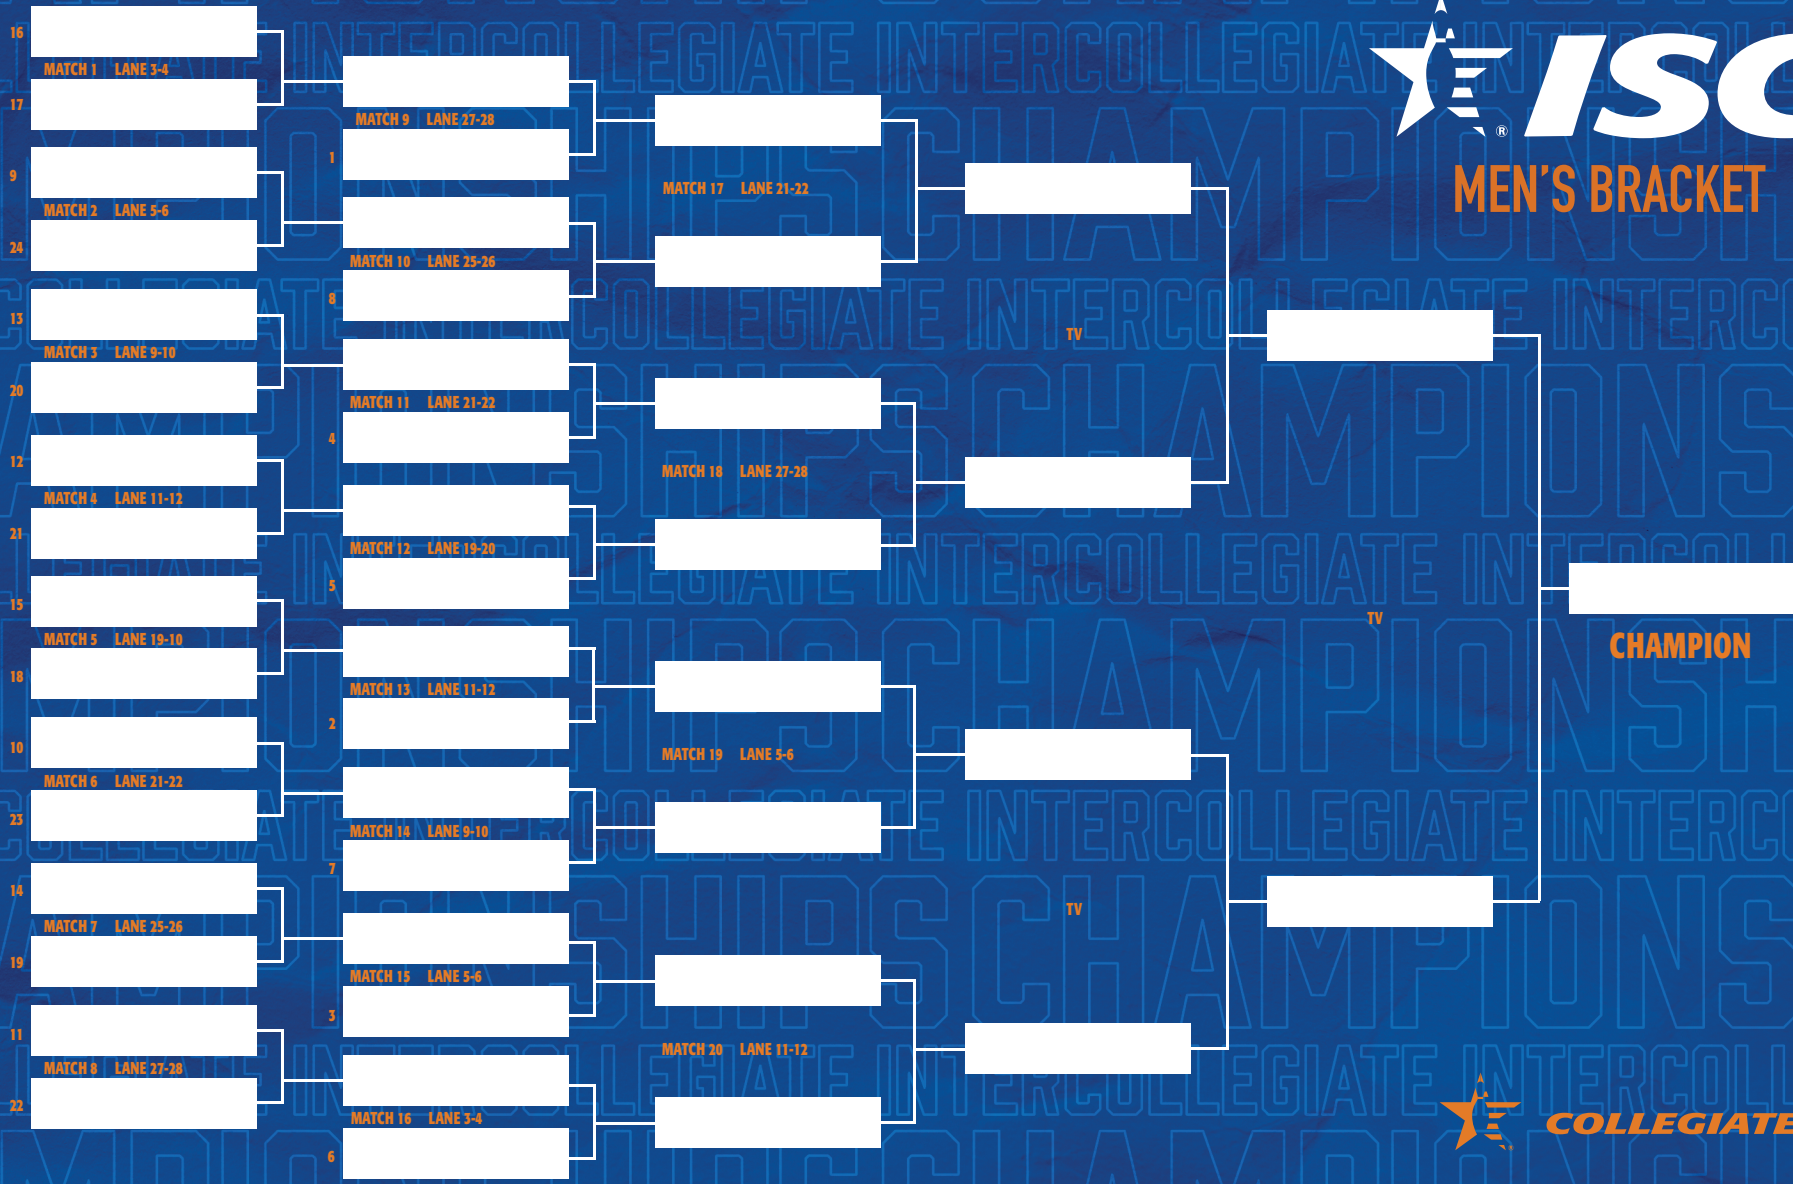 ISC
MEN'S BRACKET
16
MATCH 1 LANE 3-4
17
9
MATCH 2 LANE 5-6
24
13
MATCH 3 LANE 9-10
20
12
MATCH 4 LANE 11-12
21
15
MATCH 5 LANE 19-10
18
10
MATCH 6 LANE 21-22
23
14
MATCH 7 LANE 25-26
19
11
MATCH 8 LANE 27-28
22
MATCH 9 LANE 27-28
1
MATCH 10 LANE 25-26
8
MATCH 11 LANE 21-22
4
MATCH 12 LANE 19-20
5
MATCH 13 LANE 11-12
2
MATCH 14 LANE 9-10
7
MATCH 15 LANE 5-6
3
MATCH 16 LANE 3-4
6
MATCH 17 LANE 21-22
MATCH 18 LANE 27-28
MATCH 19 LANE 5-6
MATCH 20 LANE 11-12
TV
TV
TV
CHAMPION
COLLEGIATE
INTERCOLLEGIATE INTERCOLLEGIATE
CHAMPIONSHIPS CHAMPIONSHIPS